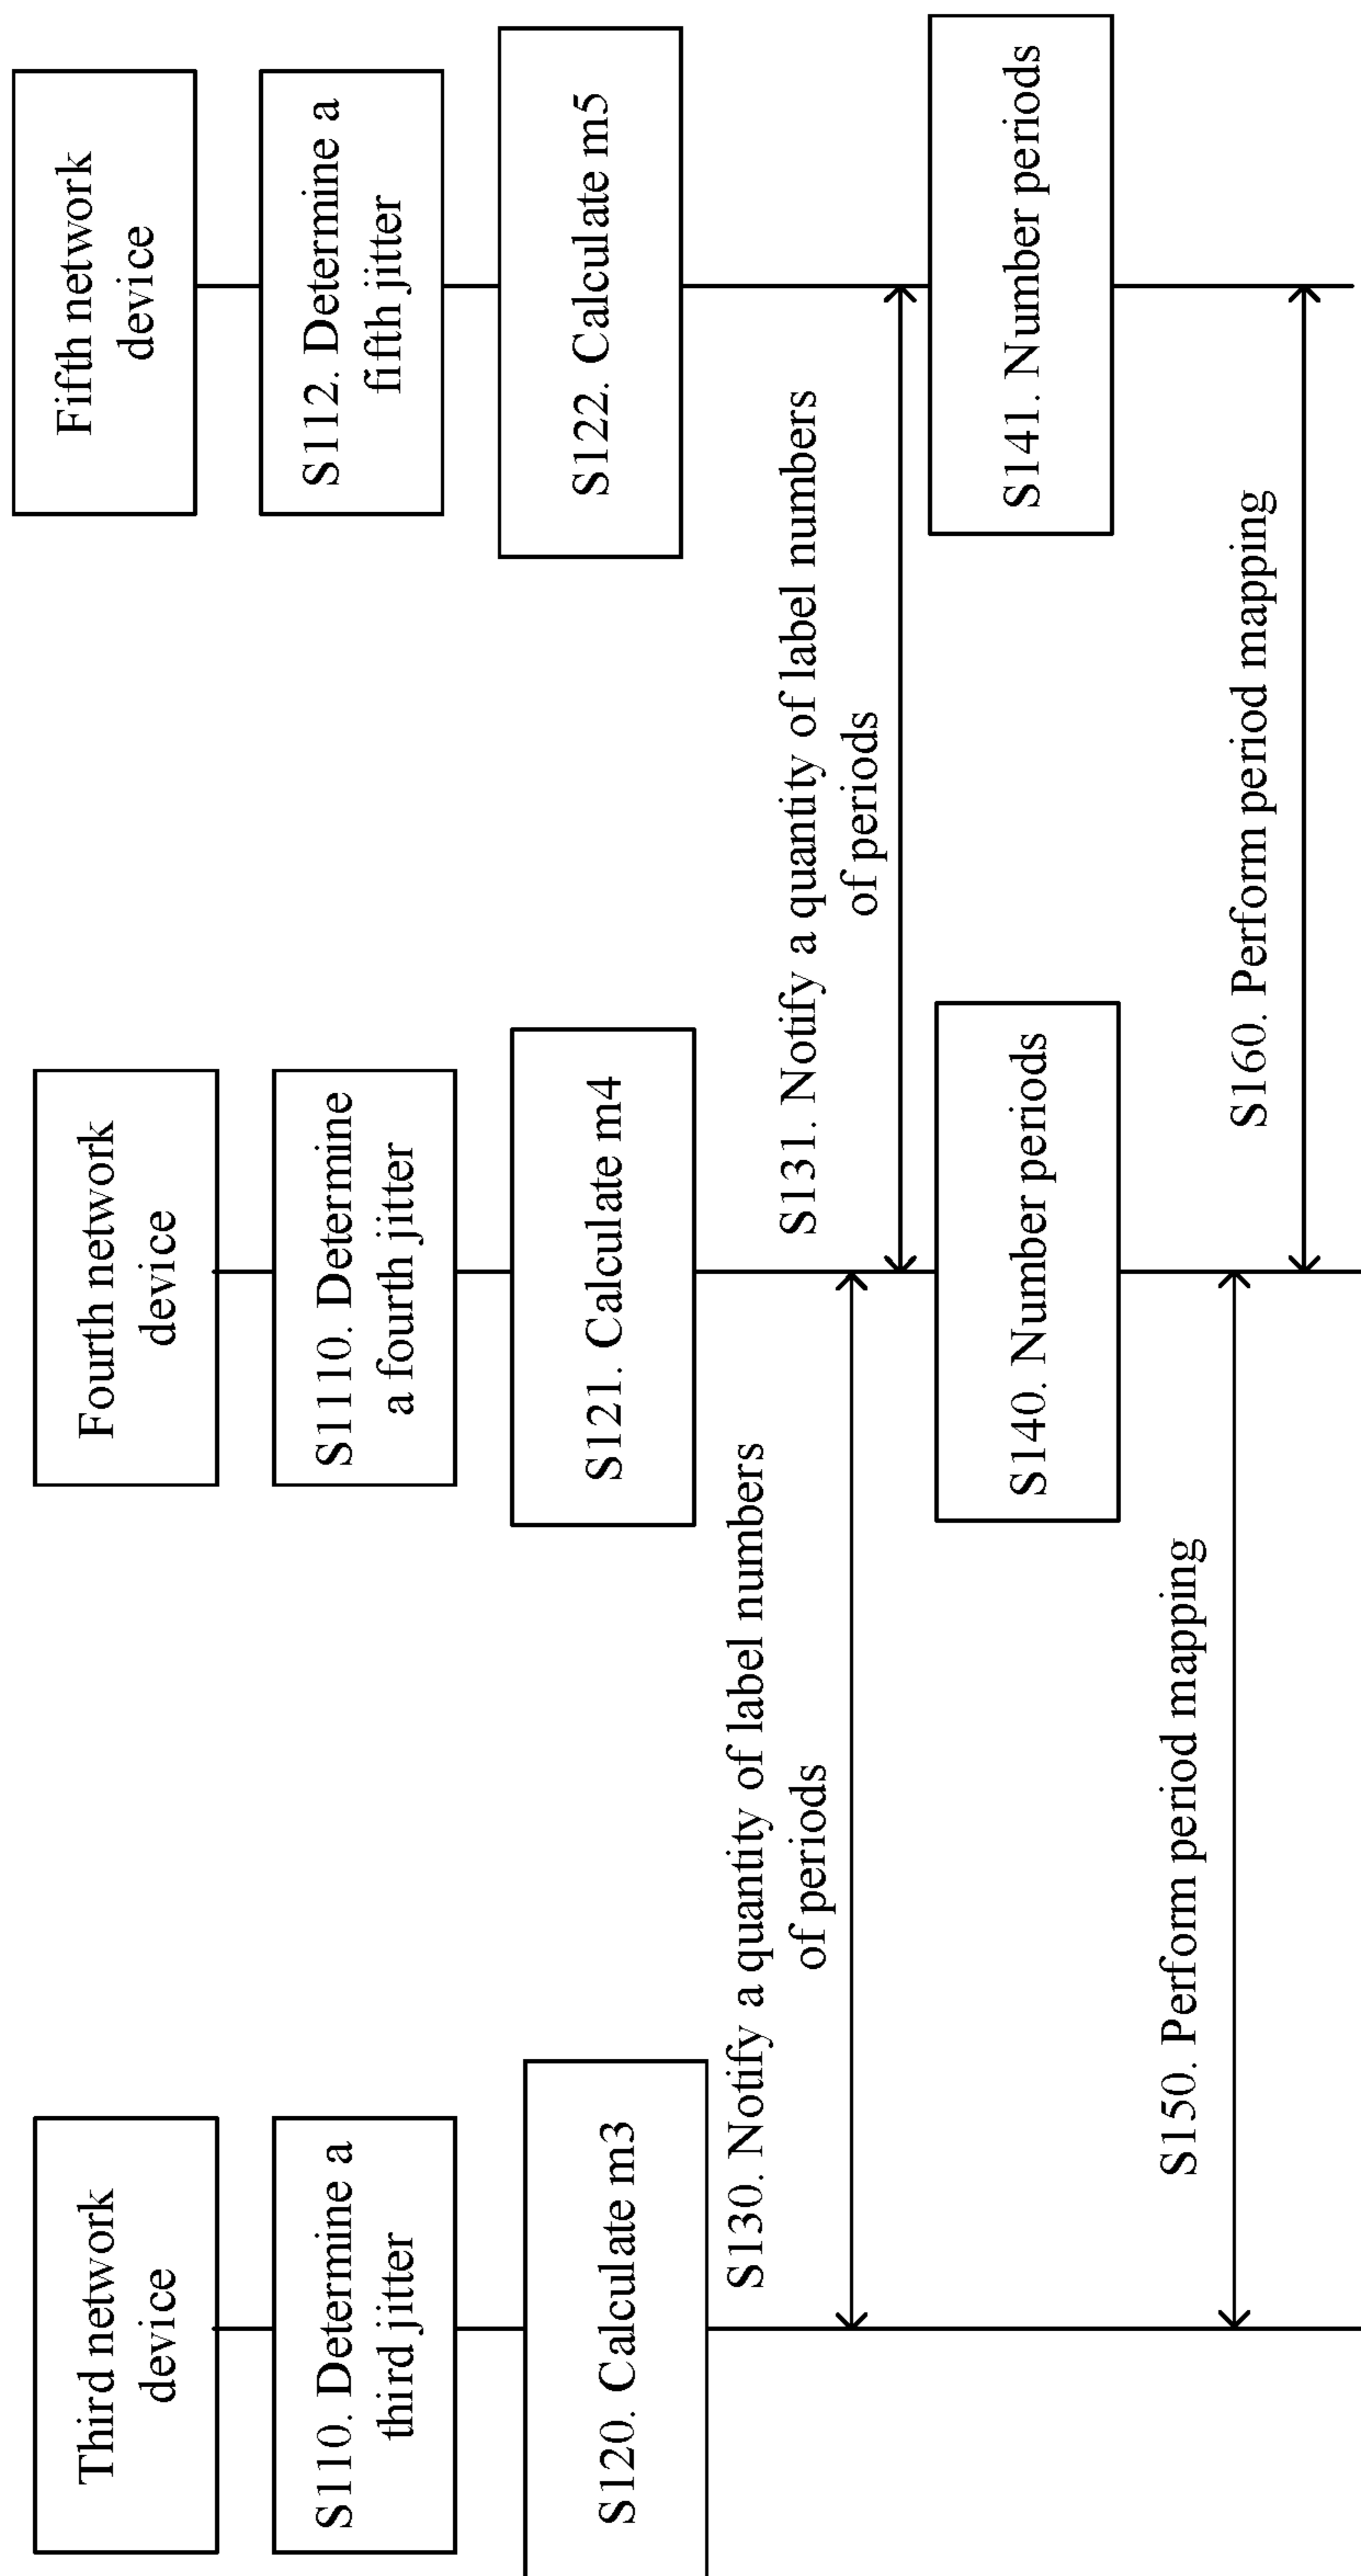 Third network
device
Fourth network
device
Fifth network
device
S110. Determine a
third jitter
S1110. Determine
a fourth jitter
S112. Determine a
fifth jitter
S120. Calculate m3
S121. Calculate m4
S122. Calculate m5
S130. Notify a quantity of label numbers
of periods
S131. Notify a quantity of label numbers
of periods
S140. Number periods
S141. Number periods
S150. Perform period mapping
S160. Perform period mapping